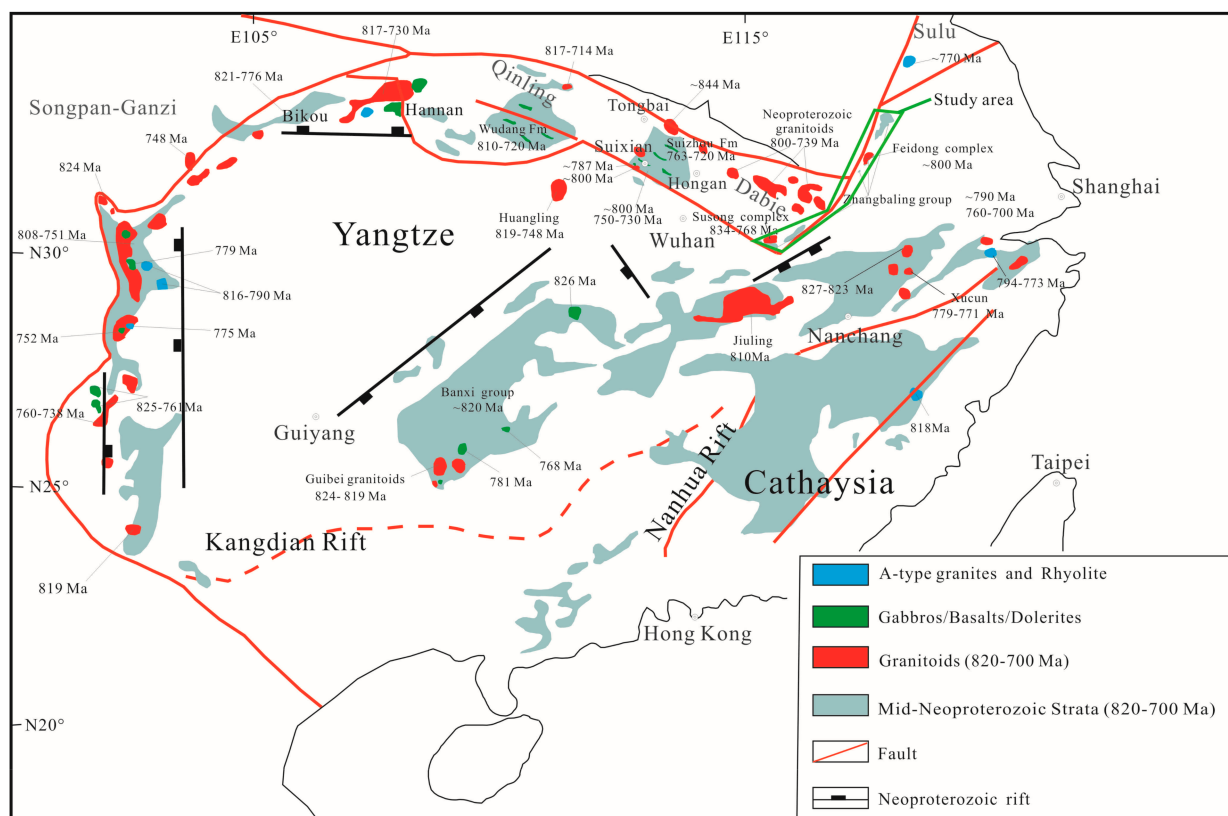 E105°
E115°
817-730 Ma
817-714 Ma
Sulu
~770 Ma
821-776 Ma
Qinling
~844 Ma
Songpan-Ganzi
Bikou
Hannan
Tongbai
Study area
Neoproterozoic
granitoids
800-739 Ma
748 Ma
Wudang Fm
810-720 Ma
Suixian
Suizhou Fm
763-720 Ma
Feidong complex
~800 Ma
824 Ma
~787 Ma
~800 Ma
Hongan
Dabie
Zhangbaling group
Shanghai
~790 Ma
760-700 Ma
Huangling
819-748 Ma
~800 Ma
750-730 Ma
Susong complex
834-768 Ma
808-751 Ma
Yangtze
Wuhan
N30°
779 Ma
826 Ma
827-823 Ma
794-773 Ma
816-790 Ma
Xucun
779-771 Ma
752 Ma
775 Ma
Jiuling
810Ma
Nanchang
Banxi group
~820 Ma
760-738 Ma
825-761Ma
Guiyang
818Ma
768 Ma
781 Ma
Guibei granitoids
824- 819 Ma
N25°
Nanhua Rift
Cathaysia
Taipei
Kangdian Rift
819 Ma
Hong Kong
N20°
A-type granites and Rhyolite
Gabbros/Basalts/Dolerites
Granitoids (820-700 Ma)
Mid-Neoproterozoic Strata (820-700 Ma)
Fault
Neoproterozoic rift